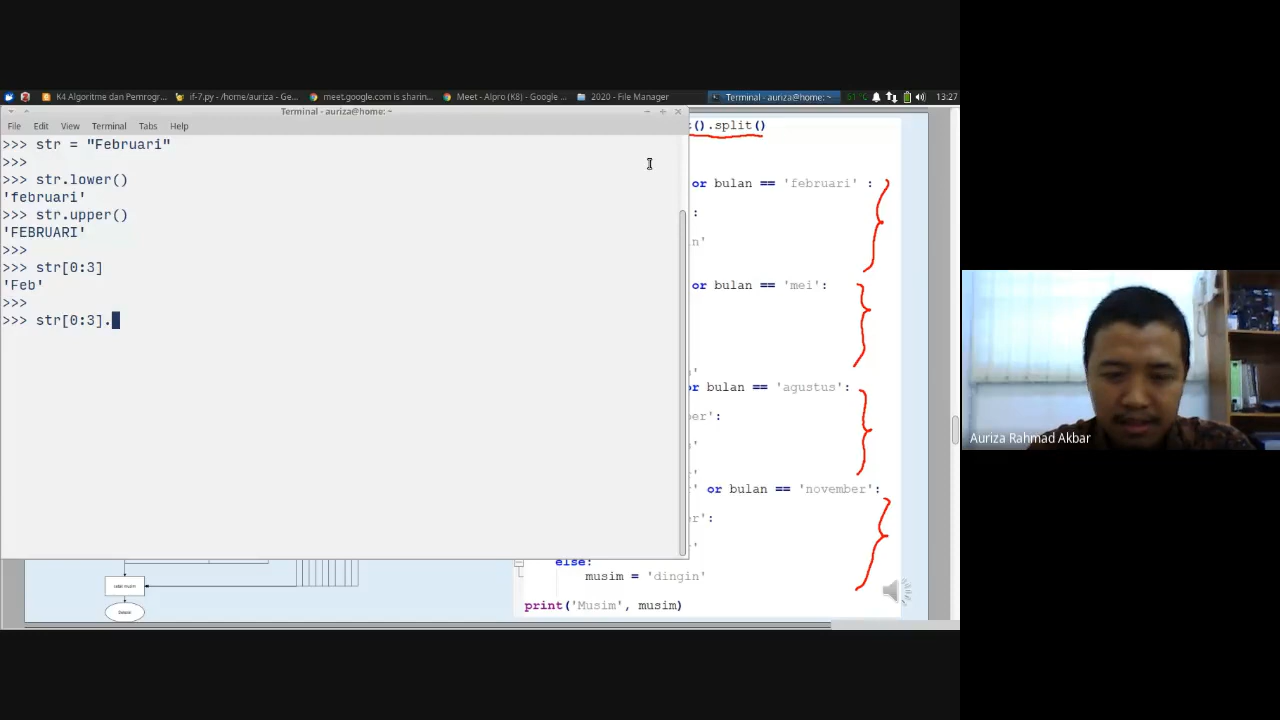 K4 Algoritme dan Pemrogr...
if-7.py - /home/auriza - Ge...
meet.google.com is sharin...
Meet - Alpro (K8) - Google ...
2020 - File Manager
Terminal - auriza@home: ~
61°C
13:27
Terminal - auriza@home: ~
File Edit View Terminal Tabs Help
>>> str = "Februari"
>>>
>>> str.lower()
'februari'
>>> str.upper()
'FEBRUARI'
>>>
>>> str[0:3]
'Feb'
>>>
>>> str[0:3].
().split()
or bulan == 'februari' :
:
n'
or bulan == 'mei':
'
or bulan == 'agustus':
er':
'
' or bulan == 'november':
er':
'
else:
musim = 'dingin'
print('Musim', musim)
Auriza Rahmad Akbar